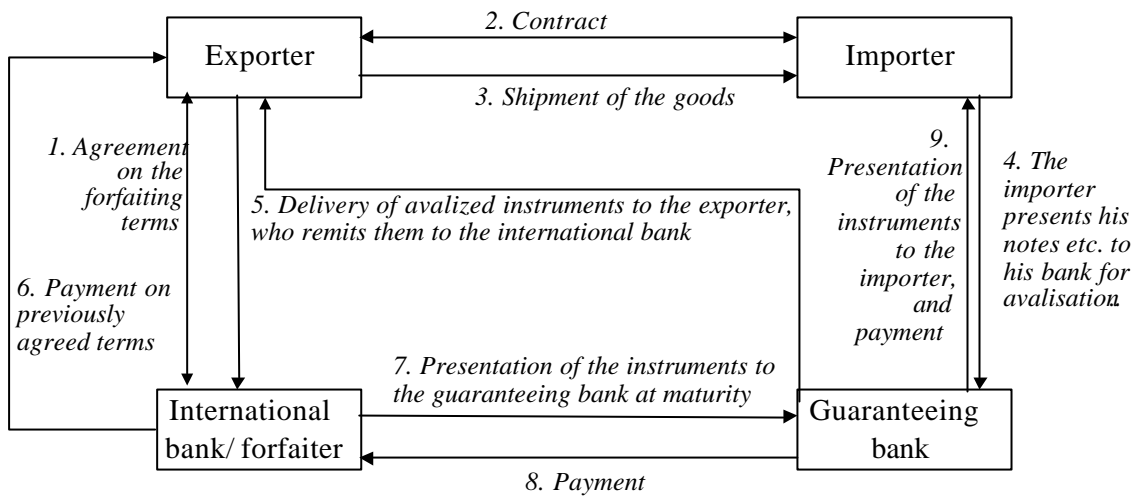 2. Contract
Exporter
Importer
3. Shipment of the goods
1. Agreement
on the
forfaiting
terms
5. Delivery of avalized instruments to the exporter,
who remits them to the international bank
9.
Presentation
of the
instruments
to the
importer,
and
payment
4. The
importer
presents his
notes etc. to
his bank for
avalisation..
6. Payment on
previously
agreed terms
7. Presentation of the instruments to
the guaranteeing bank at maturity
International
bank/ forfaiter
Guaranteeing
bank
8. Payment